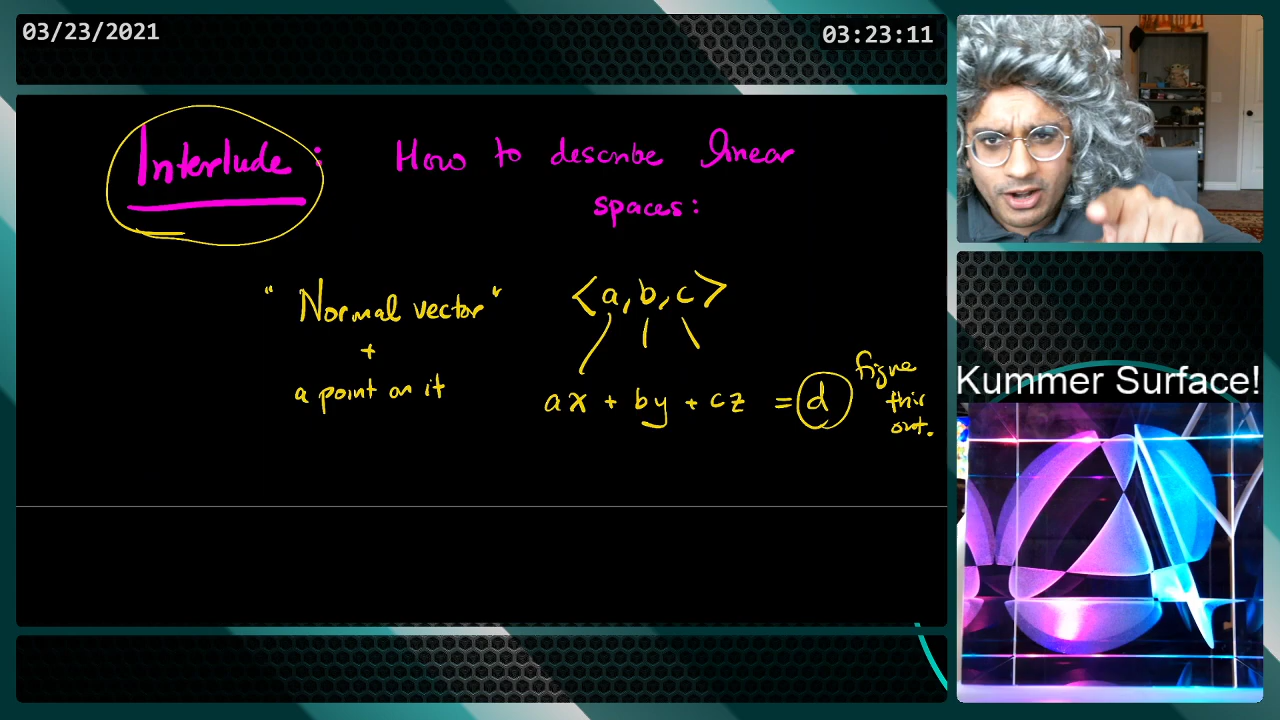 03/23/2021
03:23:11
Interlude: How to describe linear
spaces:
"Normal vector" <a, b, c>
+
a point on it
ax + by + cz = d figure
this
out.
Kummer Surface!